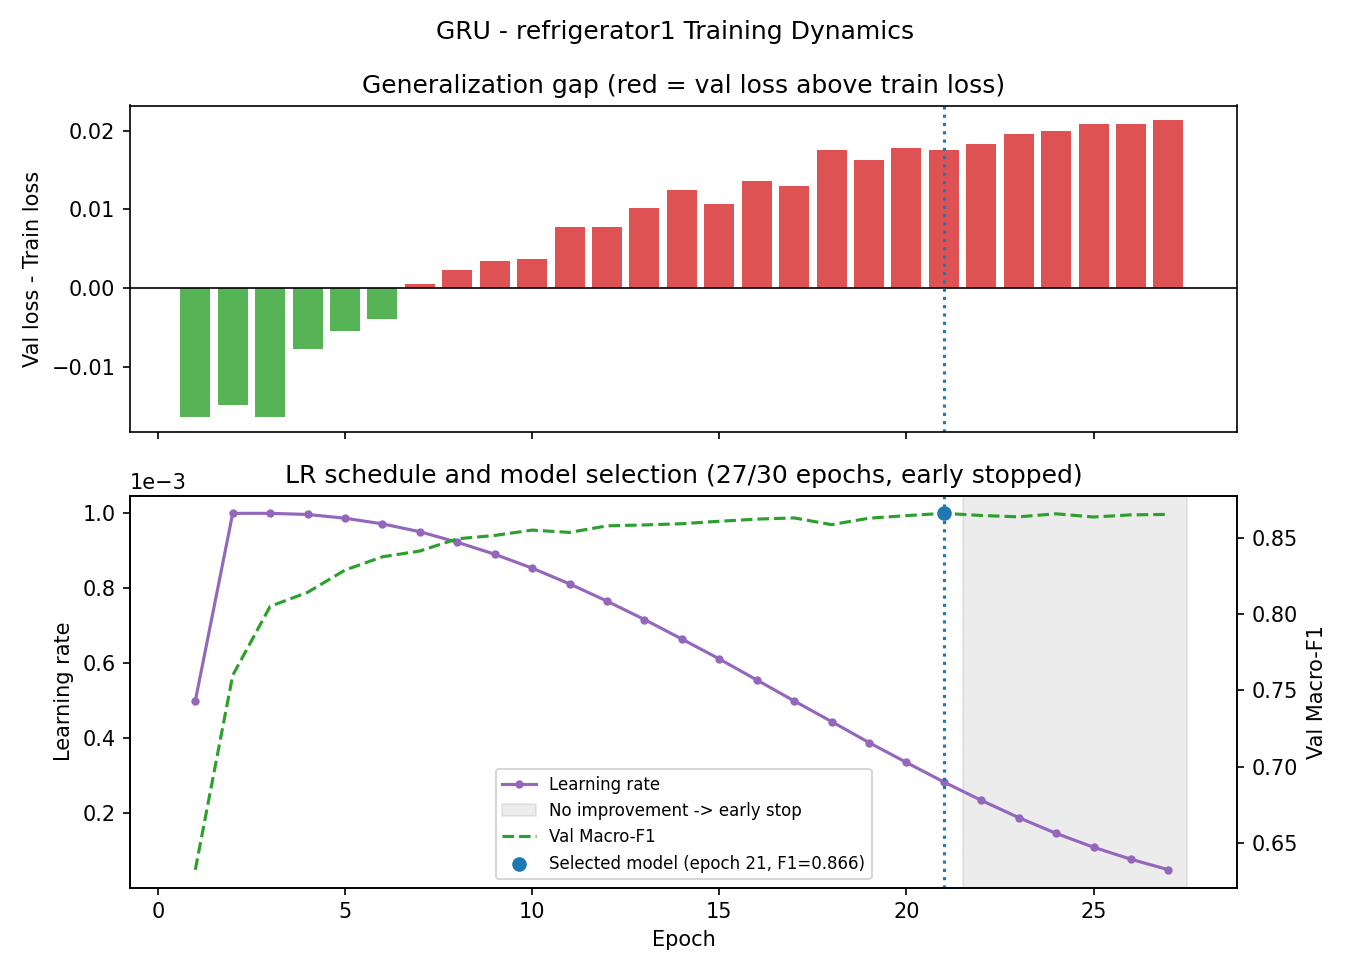 GRU - refrigerator1 Training Dynamics
Generalization gap (red = val loss above train loss)
Val loss - Train loss
0.02
0.01
0.00
−0.01
LR schedule and model selection (27/30 epochs, early stopped)
1e−3
Learning rate
1.0
0.8
0.6
0.4
0.2
Val Macro-F1
0.85
0.80
0.75
0.70
0.65
Learning rate
No improvement -> early stop
Val Macro-F1
Selected model (epoch 21, F1=0.866)
0
5
10
15
20
25
Epoch